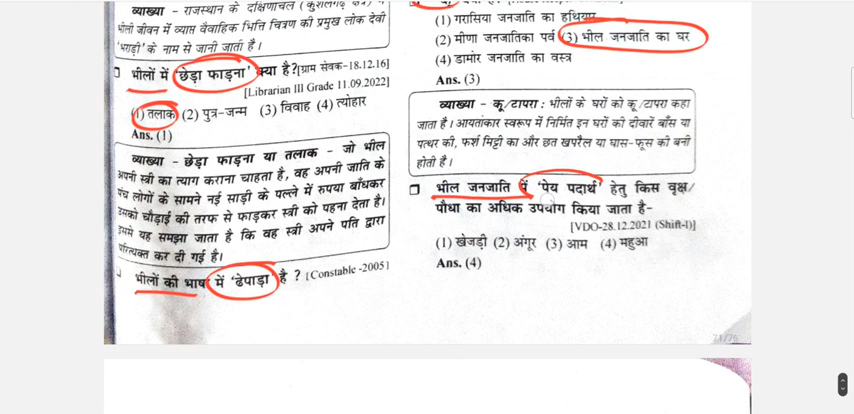 व्याख्या - राजस्थान के दक्षिणांचल (कुशलगढ़ क्षेत्र) में
भीली जीवन में व्याप्त वैवाहिक भित्ति चित्रण की प्रमुख लोक देवी
'भराड़ी' के नाम से जानी जाती है।
भीलों में 'छेड़ा फाड़ना' क्या है? [ग्राम सेवक-18.12.16]
[Librarian III Grade 11.09.2022]
(1) तलाक (2) पुत्र-जन्म (3) विवाह (4) त्योहार
Ans. (1)
व्याख्या - छेड़ा फाड़ना या तलाक - जो भील
अपनी स्त्री का त्याग कराना चाहता है, वह अपनी जाति के
पंच लोगों के सामने नई साड़ी के पल्ले में रुपया बाँधकर
उसको चौड़ाई की तरफ से फाड़कर स्त्री को पहना देता है।
इससे यह समझा जाता है कि वह स्त्री अपने पति द्वारा
परित्यक्त कर दी गई है।
भीलों की भाषा में 'ढेपाड़ा' है ? [Constable -2005]
(1) गरासिया जनजाति का हथियार
(2) मीणा जनजाति का पर्व (3) भील जनजाति का घर
(4) डामोर जनजाति का वस्त्र
Ans. (3)
व्याख्या - कू/टापरा : भीलों के घरों को कू/टापरा कहा
जाता है। आयताकार स्वरूप में निर्मित इन घरों की दीवारें बाँस या
पत्थर की, फर्श मिट्टी का और छत खपरैल या घास-फूस की बनी
होती है।
भील जनजाति में 'पेय पदार्थ' हेतु किस वृक्ष/
पौधा का अधिक उपयोग किया जाता है-
[VDO-28.12.2021 (Shift-I)]
(1) खेजड़ी (2) अंगूर (3) आम (4) महुआ
Ans. (4)
71/76